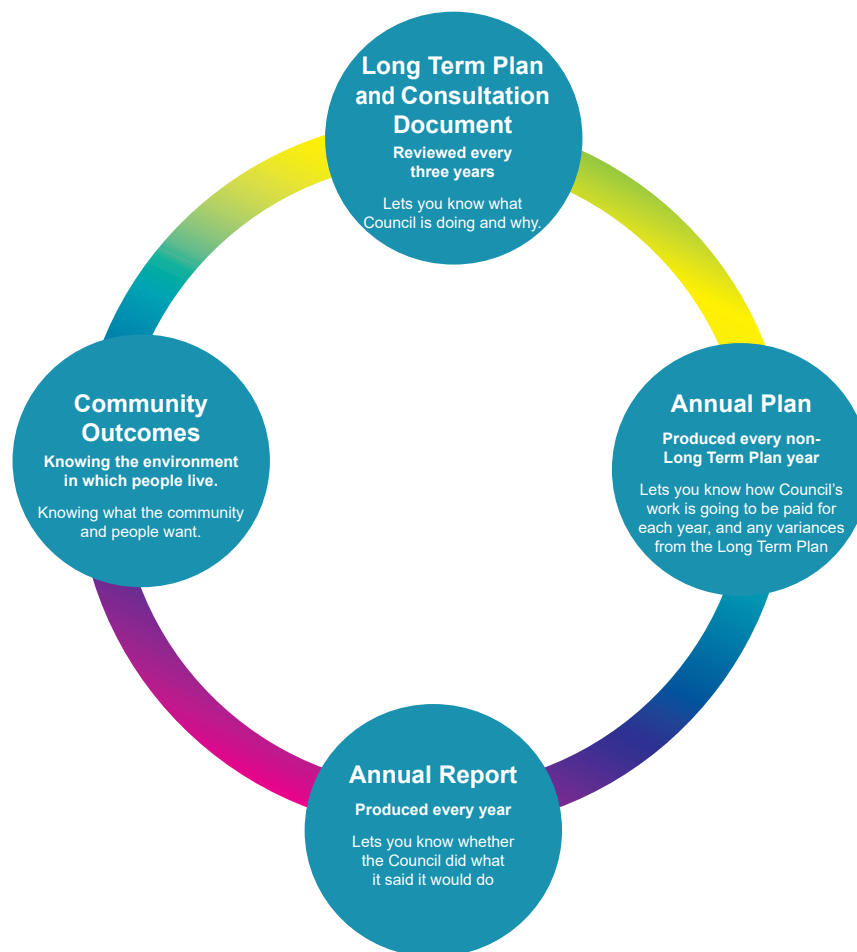 Long Term Plan
and Consultation
Document
Reviewed every
three years
Lets you know what
Council is doing and why.
Community
Outcomes
Knowing the environment
in which people live.
Knowing what the community
and people want.
Annual Plan
Produced every non-
Long Term Plan year
Lets you know how Council’s
work is going to be paid for
each year, and any variances
from the Long Term Plan
Annual Report
Produced every year
Lets you know whether
the Council did what
it said it would do